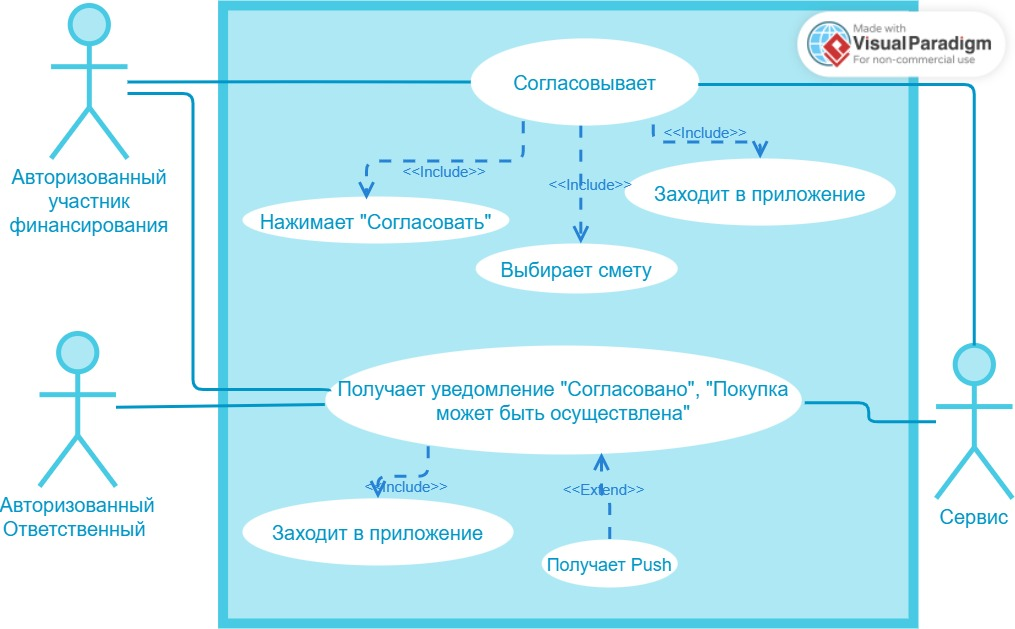 Made with
Visual Paradigm
For non-commercial use
Согласовывает
<<Include>>
<<Include>>
<<Include>>
Авторизованный
участник
финансирования
Нажимает "Согласовать"
Заходит в приложение
Выбирает смету
Получает уведомление "Согласовано", "Покупка
может быть осуществлена"
<<Include>>
<<Extend>>
Авторизованный
Ответственный
Сервис
Заходит в приложение
Получает Push